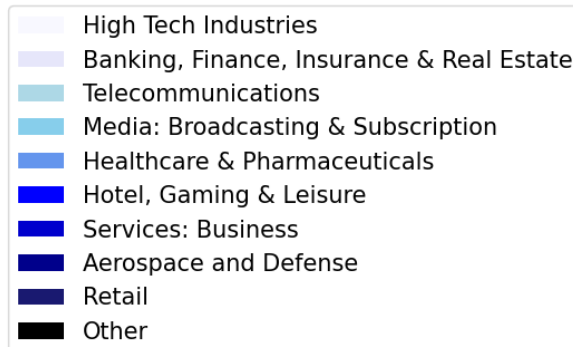 High Tech Industries
Banking, Finance, Insurance & Real Estate
Telecommunications
Media: Broadcasting & Subscription
Healthcare & Pharmaceuticals
Hotel, Gaming & Leisure
Services: Business
Aerospace and Defense
Retail
Other